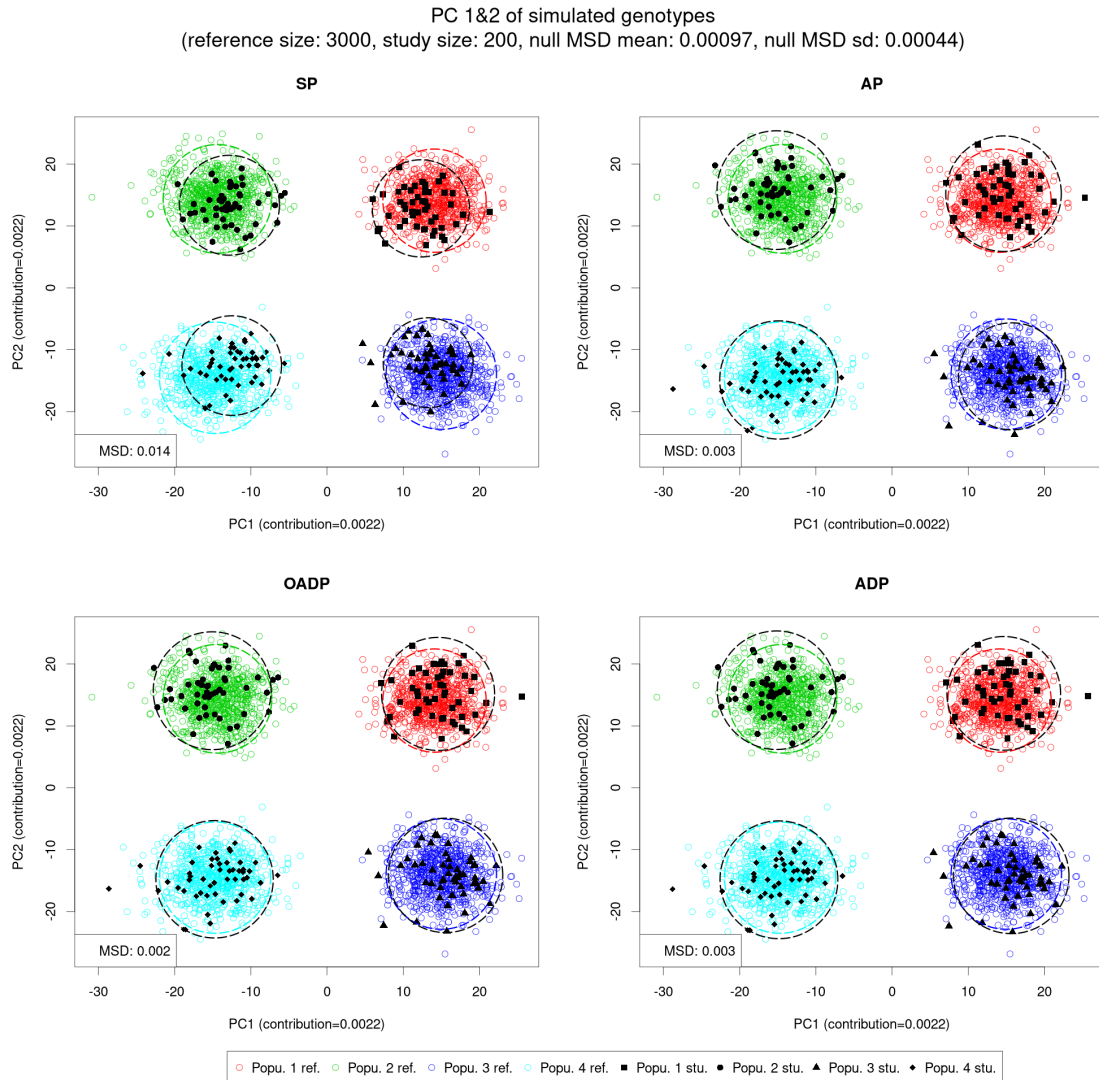 PC 1&2 of simulated genotypes
(reference size: 3000, study size: 200, null MSD mean: 0.00097, null MSD sd: 0.00044)
SP
20
10
0
-10
-20
PC2 (contribution=0.0022)
MSD: 0.014
-30 -20 -10 0 10 20
PC1 (contribution=0.0022)
AP
20
10
0
-10
-20
PC2 (contribution=0.0022)
MSD: 0.003
-30 -20 -10 0 10 20
PC1 (contribution=0.0022)
OADP
20
10
0
-10
-20
PC2 (contribution=0.0022)
MSD: 0.002
-30 -20 -10 0 10 20
PC1 (contribution=0.0022)
ADP
20
10
0
-10
-20
PC2 (contribution=0.0022)
MSD: 0.003
-30 -20 -10 0 10 20
PC1 (contribution=0.0022)
Popu. 1 ref. Popu. 2 ref. Popu. 3 ref. Popu. 4 ref. Popu. 1 stu. Popu. 2 stu. Popu. 3 stu. Popu. 4 stu.